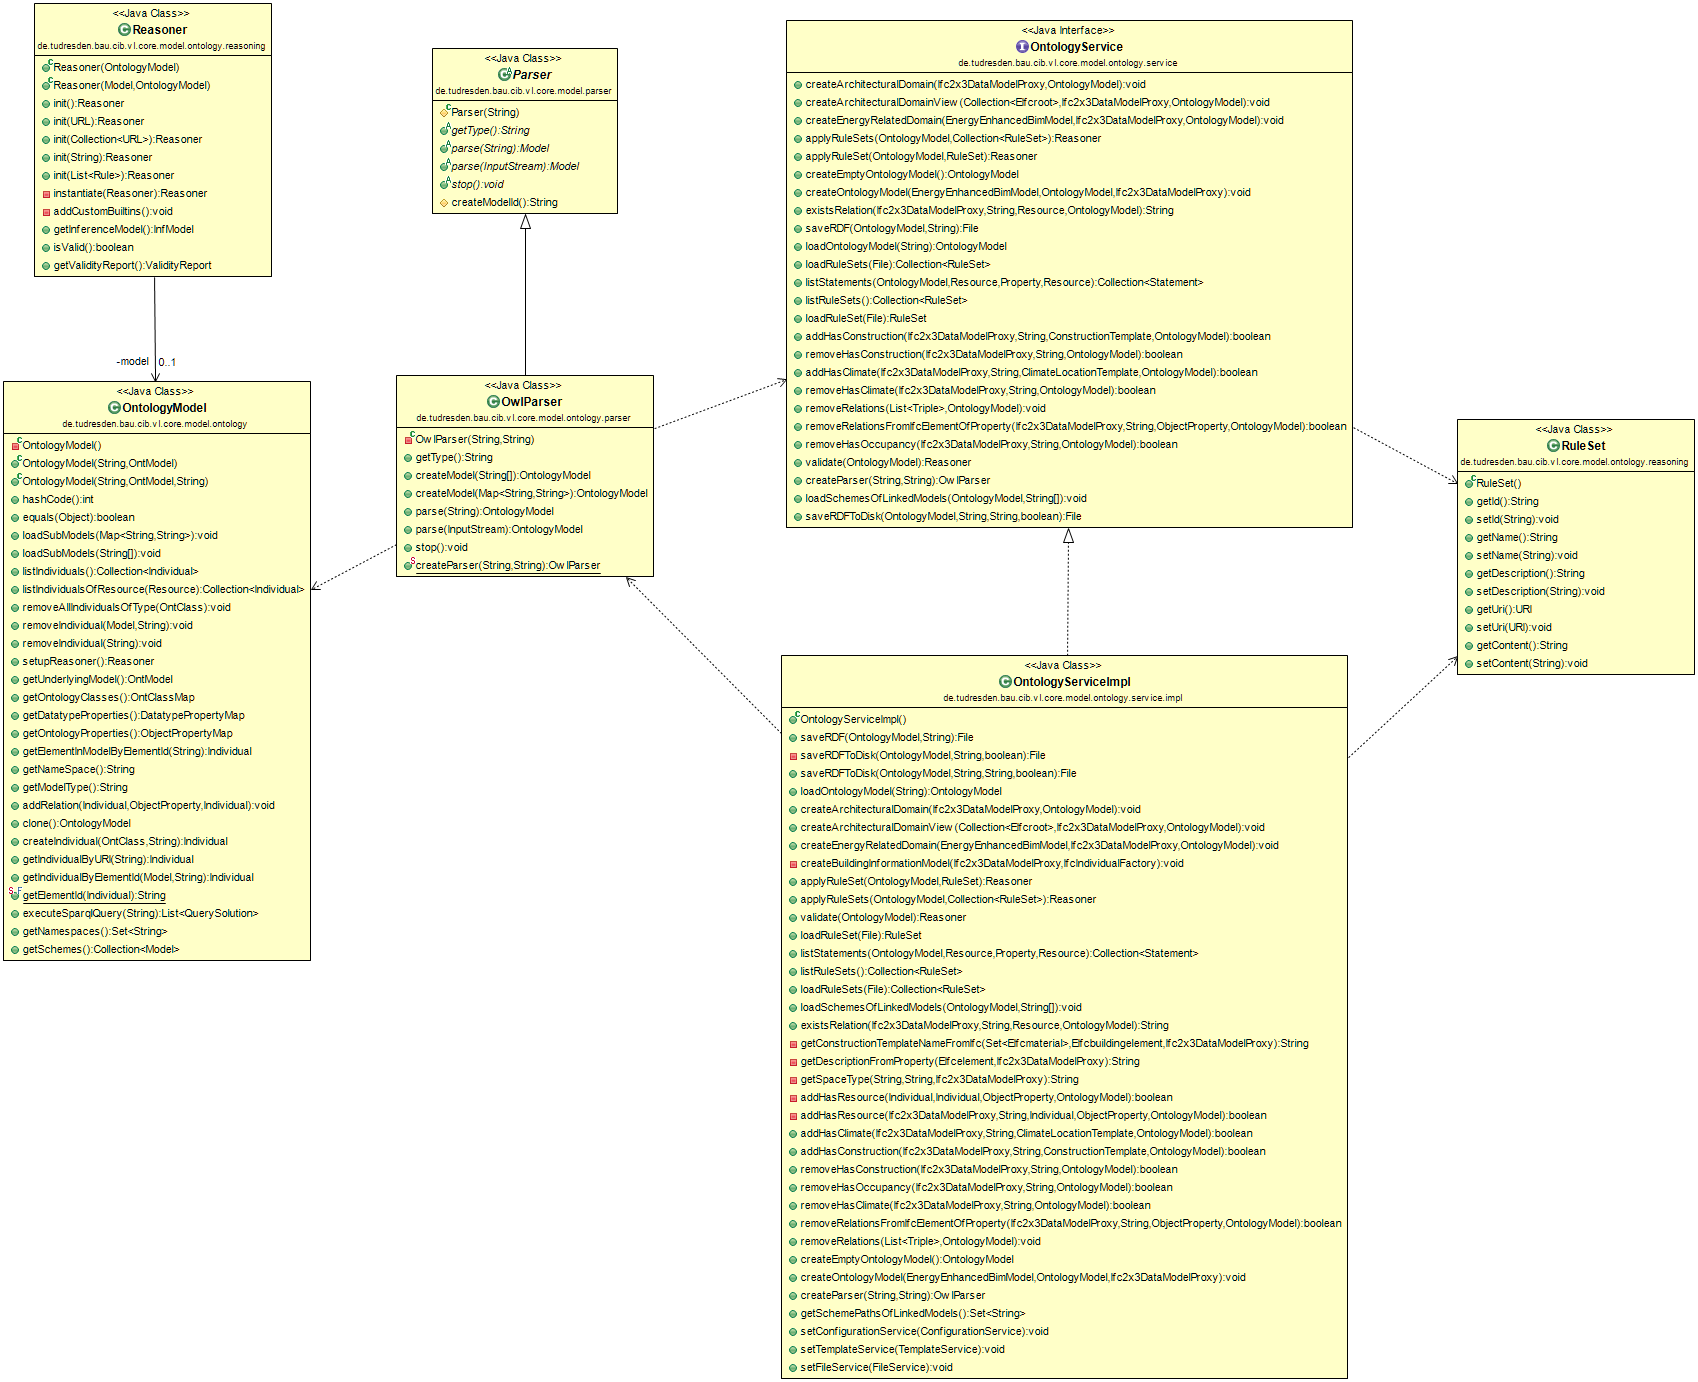 <<Java Class>>
Reasoner
de.tudresden.bau.cib.vl.core.model.ontology.reasoning
Reasoner(OntologyModel)
Reasoner(Model,OntologyModel)
init():Reasoner
init(URL):Reasoner
init(Collection<URL>):Reasoner
init(String):Reasoner
init(List<Rule>):Reasoner
instantiate(Reasoner):Reasoner
addCustomBuiltins():void
getInferenceModel():InfModel
isValid():boolean
getValidityReport():ValidityReport
-model
0..1
<<Java Class>>
OntologyModel
de.tudresden.bau.cib.vl.core.model.ontology
OntologyModel()
OntologyModel(String,OntModel)
OntologyModel(String,OntModel,String)
hashCode():int
equals(Object):boolean
loadSubModels(Map<String,String>):void
loadSubModels(String[]):void
listIndividuals():Collection<Individual>
listIndividualsOfResource(Resource):Collection<Individual>
removeAllIndividualsOfType(OntClass):void
removeIndividual(Model,String):void
removeIndividual(String):void
setupReasoner():Reasoner
getUnderlyingModel():OntModel
getOntologyClasses():OntClassMap
getDatatypeProperties():DatatypePropertyMap
getOntologyProperties():ObjectPropertyMap
getElementInModelByElementId(String):Individual
getNameSpace():String
getModelType():String
addRelation(Individual,ObjectProperty,Individual):void
clone():OntologyModel
createIndividual(OntClass,String):Individual
getIndividualByURI(String):Individual
getIndividualByElementId(Model,String):Individual
getElementId(Individual):String
executeSparqlQuery(String):List<QuerySolution>
getNamespaces():Set<String>
getSchemes():Collection<Model>
<<Java Class>>
Parser
de.tudresden.bau.cib.vl.core.model.parser
Parser(String)
getType():String
parse(String):Model
parse(InputStream):Model
stop():void
createModelId():String
<<Java Class>>
OwlParser
de.tudresden.bau.cib.vl.core.model.ontology.parser
OwlParser(String,String)
getType():String
createModel(String[]):OntologyModel
createModel(Map<String,String>):OntologyModel
parse(String):OntologyModel
parse(InputStream):OntologyModel
stop():void
createParser(String,String):OwlParser
<<Java Interface>>
OntologyService
de.tudresden.bau.cib.vl.core.model.ontology.service
createArchitecturalDomain(Ifc2x3DataModelProxy,OntologyModel):void
createArchitecturalDomainView(Collection<EIfcroot>,Ifc2x3DataModelProxy,OntologyModel):void
createEnergyRelatedDomain(EnergyEnhancedBimModel,Ifc2x3DataModelProxy,OntologyModel):void
applyRuleSets(OntologyModel,Collection<RuleSet>):Reasoner
applyRuleSet(OntologyModel,RuleSet):Reasoner
createEmptyOntologyModel():OntologyModel
createOntologyModel(EnergyEnhancedBimModel,OntologyModel,Ifc2x3DataModelProxy):void
existsRelation(Ifc2x3DataModelProxy,String,Resource,OntologyModel):String
saveRDF(OntologyModel,String):File
loadOntologyModel(String):OntologyModel
loadRuleSets(File):Collection<RuleSet>
listStatements(OntologyModel,Resource,Property,Resource):Collection<Statement>
listRuleSets():Collection<RuleSet>
loadRuleSet(File):RuleSet
addHasConstruction(Ifc2x3DataModelProxy,String,ConstructionTemplate,OntologyModel):boolean
removeHasConstruction(Ifc2x3DataModelProxy,String,OntologyModel):boolean
addHasClimate(Ifc2x3DataModelProxy,String,ClimateLocationTemplate,OntologyModel):boolean
removeHasClimate(Ifc2x3DataModelProxy,String,OntologyModel):boolean
removeRelations(List<Triple>,OntologyModel):void
removeRelationsFromIfcElementOfProperty(Ifc2x3DataModelProxy,String,ObjectProperty,OntologyModel):boolean
removeHasOccupancy(Ifc2x3DataModelProxy,String,OntologyModel):boolean
validate(OntologyModel):Reasoner
createParser(String,String):OwlParser
loadSchemesOfLinkedModels(OntologyModel,String[]):void
saveRDFToDisk(OntologyModel,String,String,boolean):File
<<Java Class>>
OntologyServiceImpl
de.tudresden.bau.cib.vl.core.model.ontology.service.impl
OntologyServiceImpl()
saveRDF(OntologyModel,String):File
saveRDFToDisk(OntologyModel,String,boolean):File
saveRDFToDisk(OntologyModel,String,String,boolean):File
loadOntologyModel(String):OntologyModel
createArchitecturalDomain(Ifc2x3DataModelProxy,OntologyModel):void
createArchitecturalDomainView(Collection<EIfcroot>,Ifc2x3DataModelProxy,OntologyModel):void
createEnergyRelatedDomain(EnergyEnhancedBimModel,Ifc2x3DataModelProxy,OntologyModel):void
createBuildingInformationModel(Ifc2x3DataModelProxy,IfcIndividualFactory):void
applyRuleSet(OntologyModel,RuleSet):Reasoner
applyRuleSets(OntologyModel,Collection<RuleSet>):Reasoner
validate(OntologyModel):Reasoner
loadRuleSet(File):RuleSet
listStatements(OntologyModel,Resource,Property,Resource):Collection<Statement>
listRuleSets():Collection<RuleSet>
loadRuleSets(File):Collection<RuleSet>
loadSchemesOfLinkedModels(OntologyModel,String[]):void
existsRelation(Ifc2x3DataModelProxy,String,Resource,OntologyModel):String
getConstructionTemplateNameFromIfc(Set<EIfcmaterial>,EIfcbuildingelement,Ifc2x3DataModelProxy):String
getDescriptionFromProperty(EIfcelement,Ifc2x3DataModelProxy):String
getSpaceType(String,String,Ifc2x3DataModelProxy):String
addHasResource(Individual,Individual,ObjectProperty,OntologyModel):boolean
addHasResource(Ifc2x3DataModelProxy,String,Individual,ObjectProperty,OntologyModel):boolean
addHasClimate(Ifc2x3DataModelProxy,String,ClimateLocationTemplate,OntologyModel):boolean
addHasConstruction(Ifc2x3DataModelProxy,String,ConstructionTemplate,OntologyModel):boolean
removeHasConstruction(Ifc2x3DataModelProxy,String,OntologyModel):boolean
removeHasOccupancy(Ifc2x3DataModelProxy,String,OntologyModel):boolean
removeHasClimate(Ifc2x3DataModelProxy,String,OntologyModel):boolean
removeRelationsFromIfcElementOfProperty(Ifc2x3DataModelProxy,String,ObjectProperty,OntologyModel):boolean
removeRelations(List<Triple>,OntologyModel):void
createEmptyOntologyModel():OntologyModel
createOntologyModel(EnergyEnhancedBimModel,OntologyModel,Ifc2x3DataModelProxy):void
createParser(String,String):OwlParser
getSchemePathsOfLinkedModels():Set<String>
setConfigurationService(ConfigurationService):void
setTemplateService(TemplateService):void
setFileService(FileService):void
<<Java Class>>
RuleSet
de.tudresden.bau.cib.vl.core.model.ontology.reasoning
RuleSet()
getId():String
setId(String):void
getName():String
setName(String):void
getDescription():String
setDescription(String):void
getUri():URI
setUri(URI):void
getContent():String
setContent(String):void